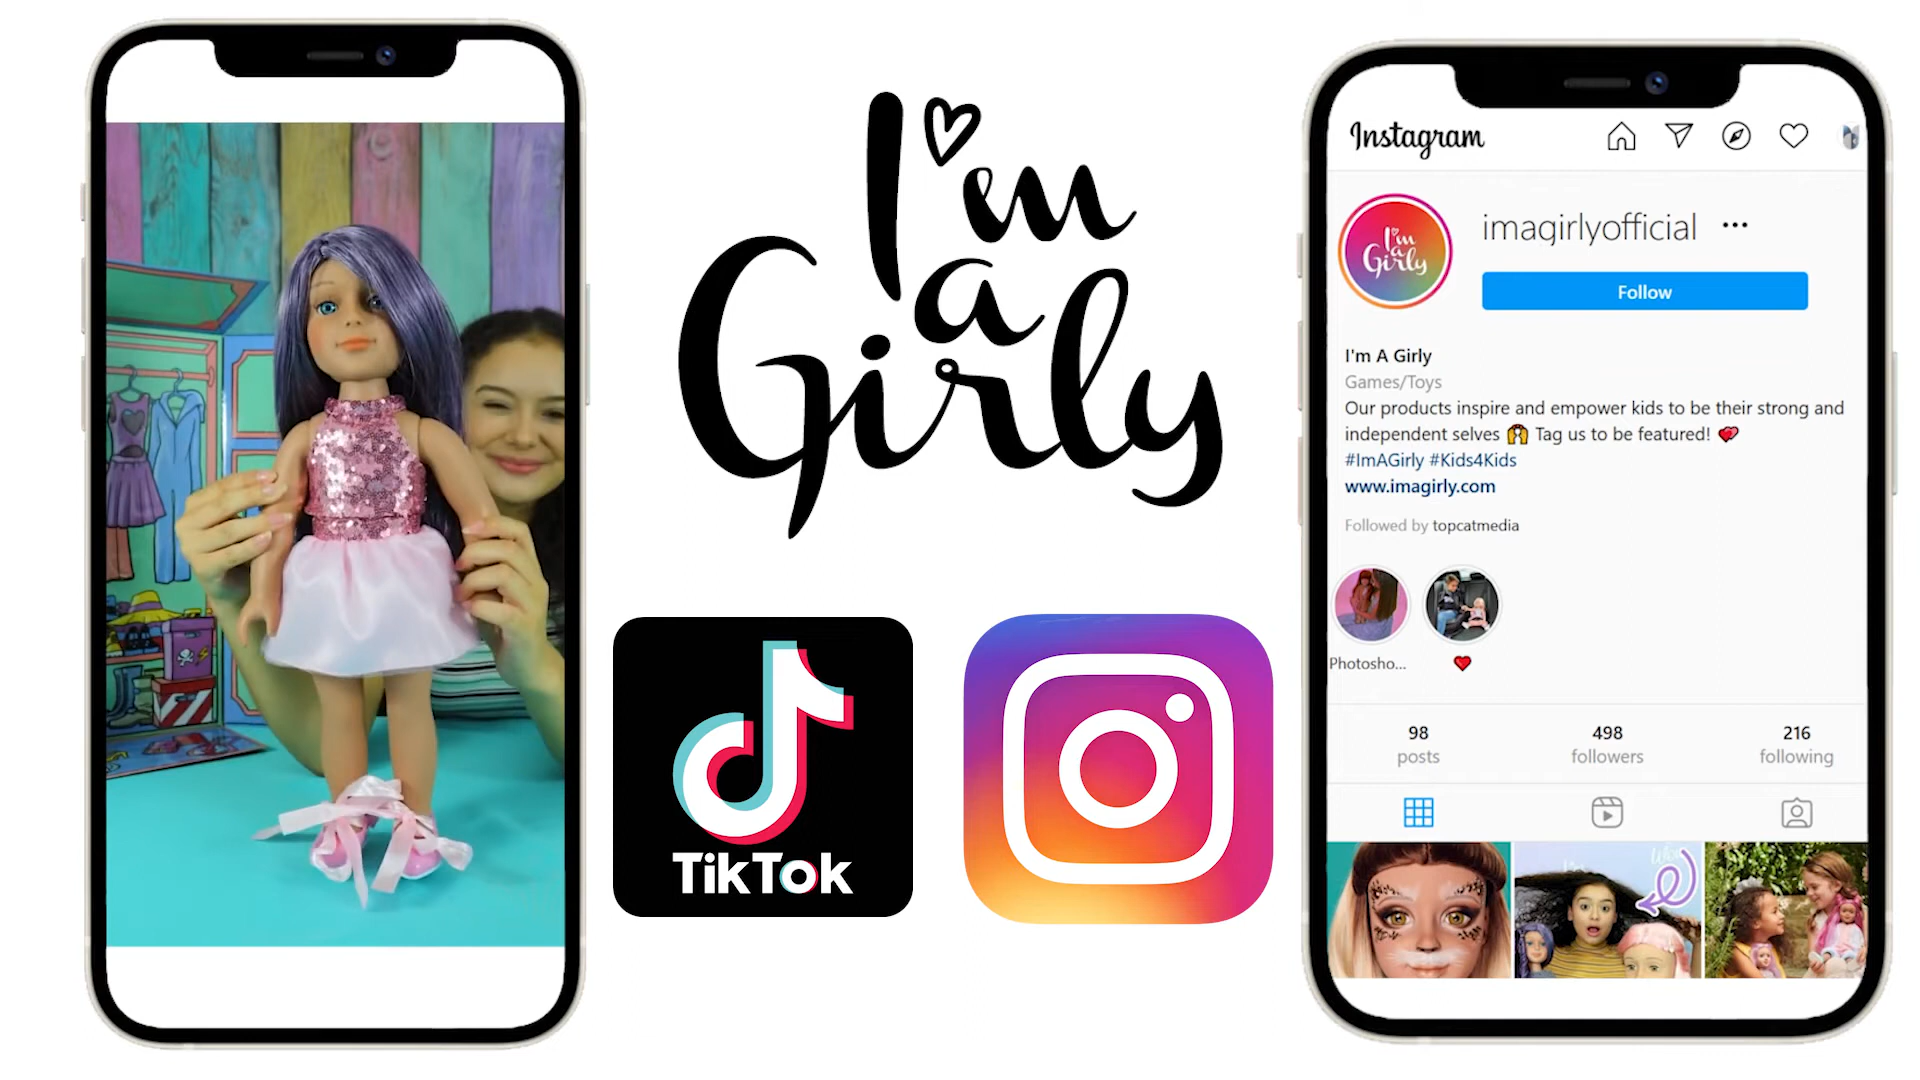 I'm
a
Girly
TikTok
Instagram
I'm
a
Girly
imagirlyofficial
Follow
I'm A Girly
Games/Toys
Our products inspire and empower kids to be their strong and
independent selves 🙌 Tag us to be featured! 💕
#ImAGirly #Kids4Kids
www.imagirly.com
Followed by topcatmedia
Photosho...
❤️
98
posts
498
followers
216
following